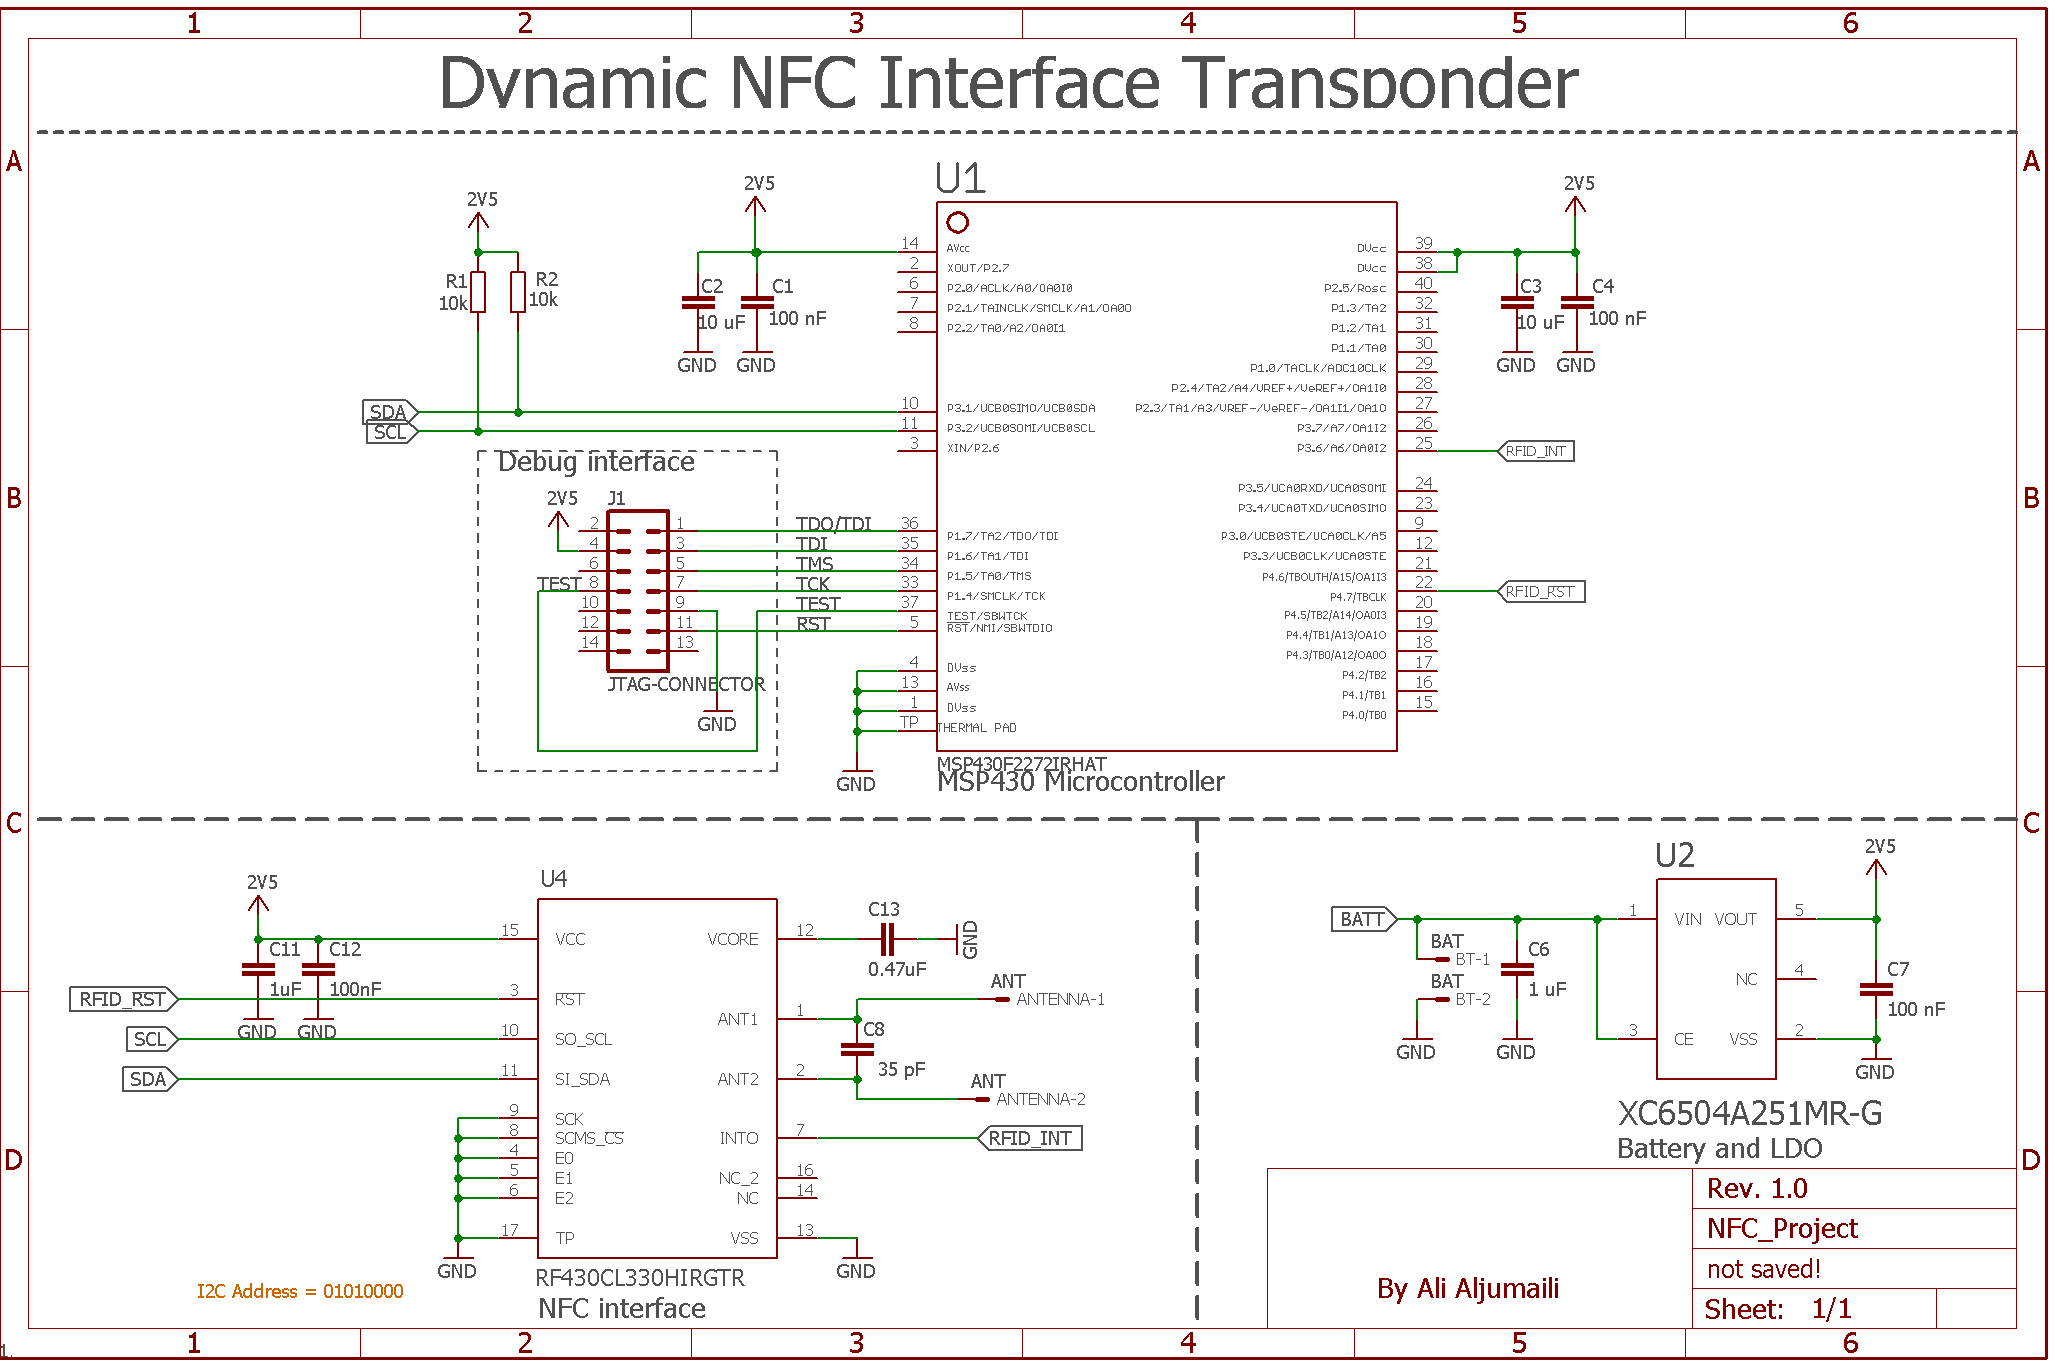 1 2 3 4 5 6
Dynamic NFC Interface Transponder
A A
B B
C C
D D
U1
2V5
R1
10k
R2
10k
2V5
C2
10 uF
C1
100 nF
GND GND
2V5
C3
10 uF
C4
100 nF
GND GND
SDA
SCL
14 AVcc
2 XOUT/P2.7
6 P2.0/ACLK/A0/OA0I0
7 P2.1/TAINCLK/SMCLK/A1/OA0O
8 P2.2/TA0/A2/OA0I1
10 P3.1/UCB0SIMO/UCB0SDA
11 P3.2/UCB0SOMI/UCB0SCL
3 XIN/P2.6
36 P1.7/TA2/TDO/TDI
35 P1.6/TA1/TDI
34 P1.5/TA0/TMS
33 P1.4/SMCLK/TCK
37 TEST/SBWTCK
5 RST/NMI/SBWTDIO
4 DVss
13 AVss
1 DVss
TP THERMAL PAD
GND
DVcc 39
DVcc 38
P2.5/Rosc 40
P1.3/TA2 32
P1.2/TA1 31
P1.1/TA0 30
P1.0/TACLK/ADC10CLK 29
P2.4/TA2/A4/VREF+/VeREF+/OA1I0 28
P2.3/TA1/A3/VREF-/VeREF-/OA1I1/OA1O 27
P3.7/A7/OA1I2 26
P3.6/A6/OA0I2 25 RFID_INT
P3.5/UCA0RXD/UCA0SOMI 24
P3.4/UCA0TXD/UCA0SIMO 23
P3.0/UCB0STE/UCA0CLK/A5 9
P3.3/UCB0CLK/UCA0STE 12
P4.6/TBOUTH/A15/OA1I3 21
P4.7/TBCLK 22 RFID_RST
P4.5/TB2/A14/OA0I3 20
P4.4/TB1/A13/OA1O 19
P4.3/TB0/A12/OA0O 18
P4.2/TB2 17
P4.1/TB1 16
P4.0/TB0 15
MSP430F2272IRHAT
MSP430 Microcontroller
Debug interface
2V5 J1
2 1 TDO/TDI
4 3 TDI
6 5 TMS
TEST 8 7 TCK
10 9 TEST
12 11 RST
14 13
JTAG-CONNECTOR
GND
U4
2V5
C11
1uF
C12
100nF
GND GND
RFID_RST
SCL
SDA
15 VCC
3 RST
10 SO_SCL
11 SI_SDA
9 SCK
8 SCMS_CS
4 E0
5 E1
6 E2
17 TP
GND
VCORE 12
C13
0.47uF
GND
ANT1 1
ANT
ANTENNA-1
C8
35 pF
ANT2 2
ANT
ANTENNA-2
INTO 7 RFID_INT
NC_2 16
NC 14
VSS 13
GND
RF430CL330HIRGTR
NFC interface
I2C Address = 01010000
U2
BATT
BAT
BT-1
BAT
BT-2
GND
C6
1 uF
GND
1 VIN VOUT 5
NC 4
3 CE VSS 2
2V5
C7
100 nF
GND
XC6504A251MR-G
Battery and LDO
By Ali Aljumaili
Rev. 1.0
NFC_Project
not saved!
Sheet: 1/1
1 2 3 4 5 6